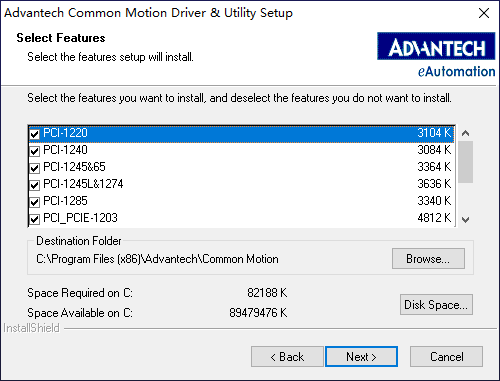 Advantech Common Motion Driver & Utility Setup
Select Features
Select the features setup will install.
ADVANTECH
eAutomation
Select the features you want to install, and deselect the features you do not want to install.
PCI-1220 3104 K
PCI-1240 3084 K
PCI-1245&65 3364 K
PCI-1245L&1274 3636 K
PCI-1285 3340 K
PCI_PCIE-1203 4812 K
Destination Folder
C:\Program Files (x86)\Advantech\Common Motion
Browse...
Space Required on C: 82188 K
Space Available on C: 89479476 K
Disk Space...
InstallShield
< Back
Next >
Cancel